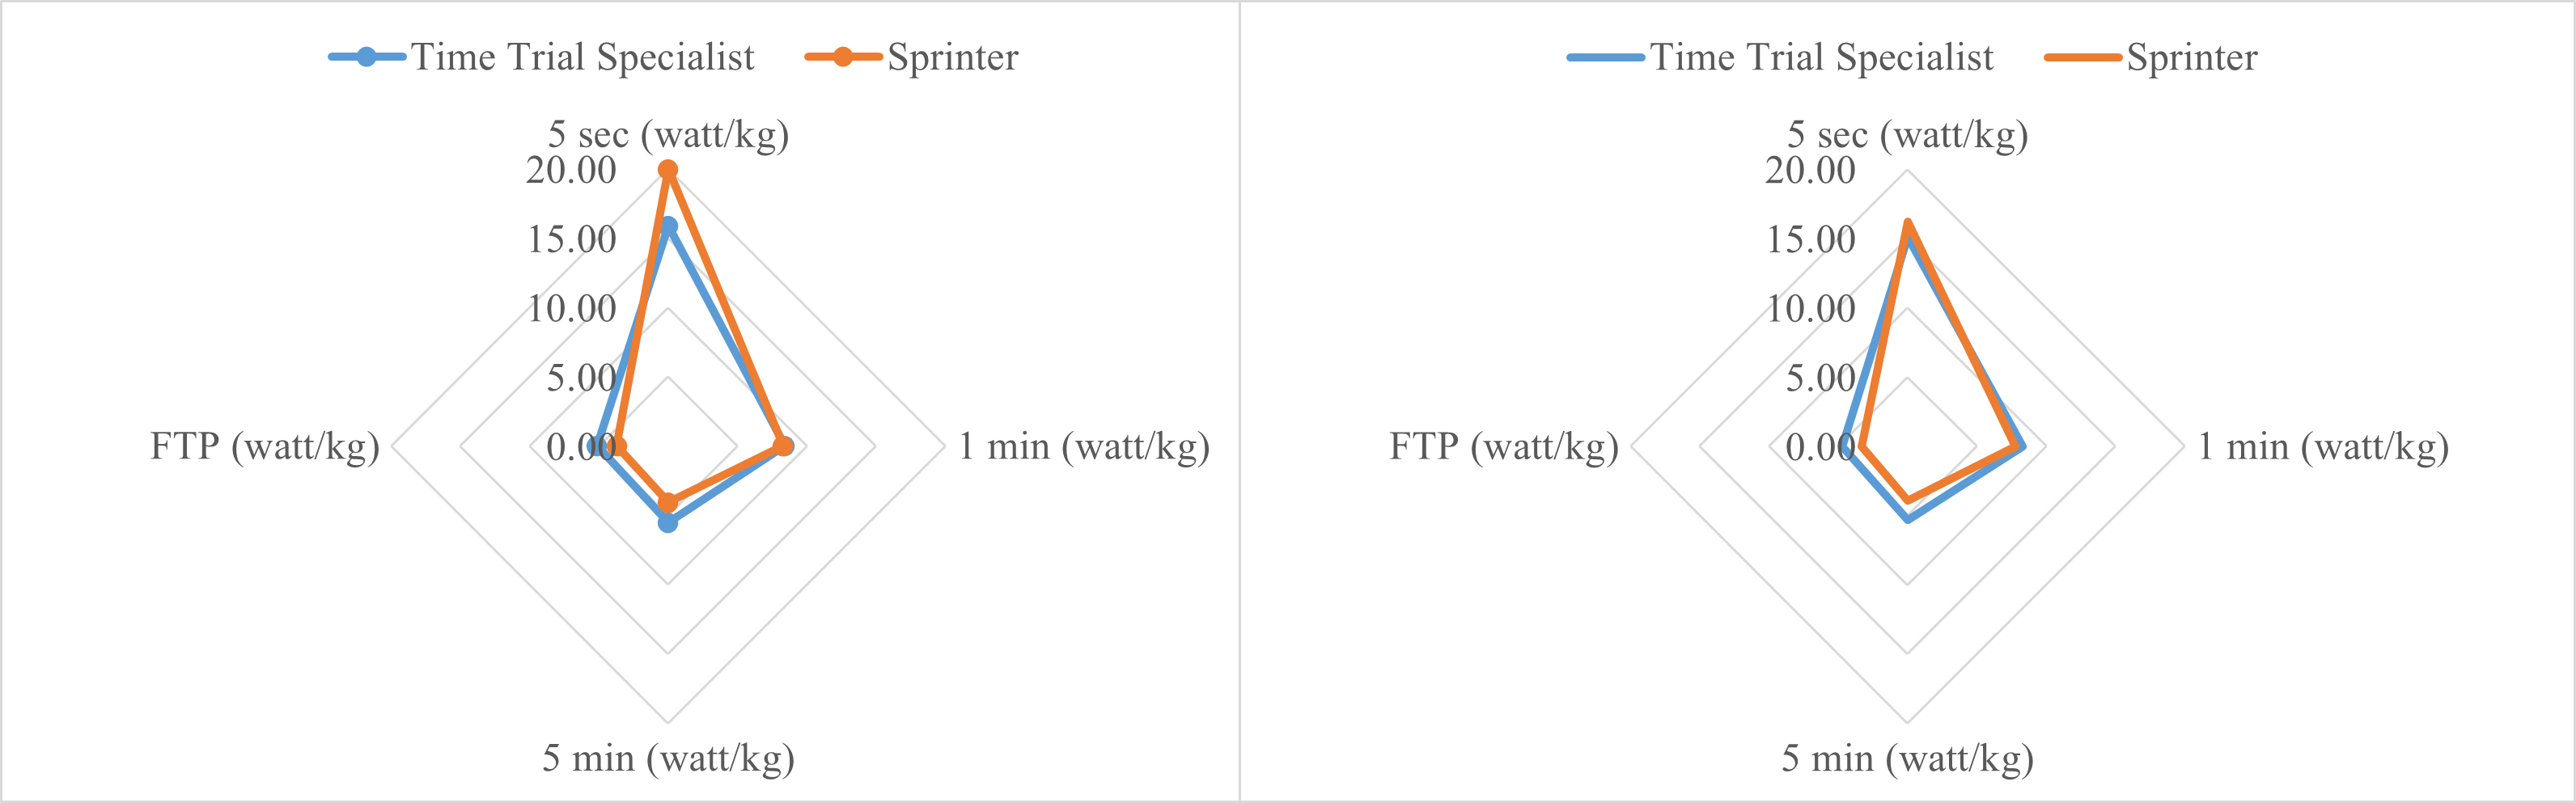 Time Trial Specialist Sprinter
5 sec (watt/kg)
20.00
15.00
10.00
5.00
0.00
FTP (watt/kg)
1 min (watt/kg)
5 min (watt/kg)
Time Trial Specialist Sprinter
5 sec (watt/kg)
20.00
15.00
10.00
5.00
0.00
FTP (watt/kg)
1 min (watt/kg)
5 min (watt/kg)